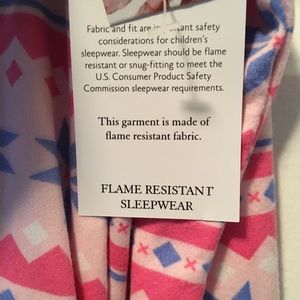 Fabric and fit are important safety
considerations for children's
sleepwear. Sleepwear should be flame
resistant or snug-fitting to meet the
U.S. Consumer Product Safety
Commission sleepwear requirements.
This garment is made of
flame resistant fabric.
FLAME RESISTANT
SLEEPWEAR